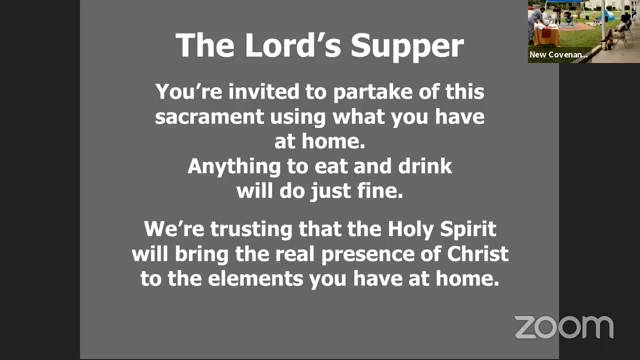 The Lord's Supper
You're invited to partake of this
sacrament using what you have
at home.
Anything to eat and drink
will do just fine.
We're trusting that the Holy Spirit
will bring the real presence of Christ
to the elements you have at home.
New Covenan...
zoom